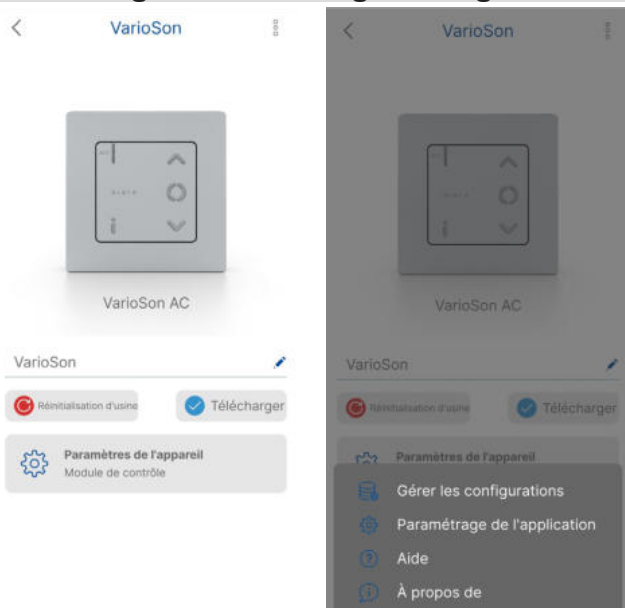 VarioSon
VarioSon AC
VarioSon
Réinitialisation d'usine
Télécharger
Paramètres de l'appareil
Module de contrôle
VarioSon
VarioSon AC
VarioSon
Réinitialisation d'usine
Télécharger
Paramètres de l'appareil
Gérer les configurations
Paramétrage de l'application
Aide
À propos de